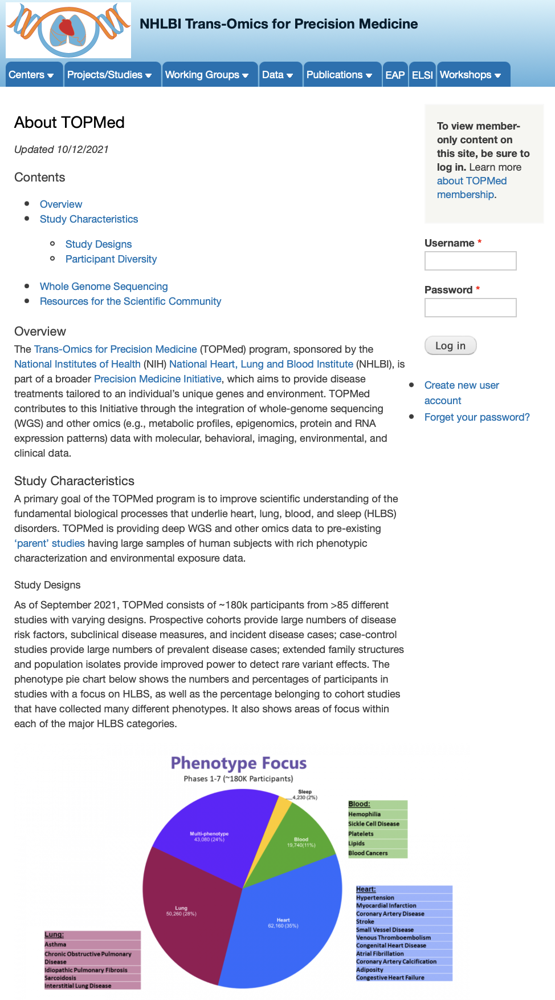 NHLBI Trans-Omics for Precision Medicine
Centers
Projects/Studies
Working Groups
Data
Publications
EAP
ELSI
Workshops
About TOPMed
Updated 10/12/2021
Contents
Overview
Study Characteristics
Study Designs
Participant Diversity
Whole Genome Sequencing
Resources for the Scientific Community
Overview
The Trans-Omics for Precision Medicine (TOPMed) program, sponsored by the
National Institutes of Health (NIH) National Heart, Lung and Blood Institute (NHLBI), is
part of a broader Precision Medicine Initiative, which aims to provide disease
treatments tailored to an individual’s unique genes and environment. TOPMed
contributes to this Initiative through the integration of whole-genome sequencing
(WGS) and other omics (e.g., metabolic profiles, epigenomics, protein and RNA
expression patterns) data with molecular, behavioral, imaging, environmental, and
clinical data.
Study Characteristics
A primary goal of the TOPMed program is to improve scientific understanding of the
fundamental biological processes that underlie heart, lung, blood, and sleep (HLBS)
disorders. TOPMed is providing deep WGS and other omics data to pre-existing
‘parent’ studies having large samples of human subjects with rich phenotypic
characterization and environmental exposure data.
Study Designs
As of September 2021, TOPMed consists of ~180k participants from >85 different
studies with varying designs. Prospective cohorts provide large numbers of disease
risk factors, subclinical disease measures, and incident disease cases; case-control
studies provide large numbers of prevalent disease cases; extended family structures
and population isolates provide improved power to detect rare variant effects. The
phenotype pie chart below shows the numbers and percentages of participants in
studies with a focus on HLBS, as well as the percentage belonging to cohort studies
that have collected many different phenotypes. It also shows areas of focus within
each of the major HLBS categories.
To view member-
only content on
this site, be sure to
log in. Learn more
about TOPMed
membership.
Username *
Password *
Log in
Create new user
account
Forget your password?
Phenotype Focus
Phases 1-7 (~180K Participants)
Sleep
4,230 (2%)
Multi-phenotype
43,080 (24%)
Blood
19,740(11%)
Lung
50,260 (28%)
Heart
62,160 (35%)
Blood:
Hemophilia
Sickle Cell Disease
Platelets
Lipids
Blood Cancers
Heart:
Hypertension
Myocardial Infarction
Coronary Artery Disease
Stroke
Small Vessel Disease
Venous Thromboembolism
Congenital Heart Disease
Atrial Fibrillation
Coronary Artery Calcification
Adiposity
Congestive Heart Failure
Lung:
Asthma
Chronic Obstructive Pulmonary
Disease
Idiopathic Pulmonary Fibrosis
Sarcoidosis
Interstitial Lung Disease